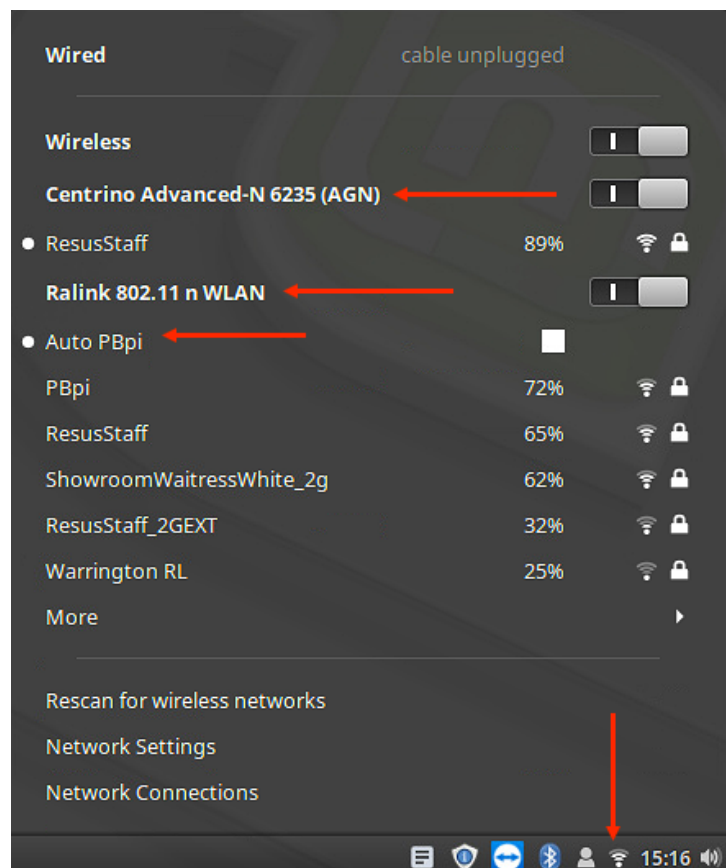 Wired cable unplugged
Wireless
Centrino Advanced-N 6235 (AGN)
ResusStaff 89%
Ralink 802.11 n WLAN
Auto PBpi
PBpi 72%
ResusStaff 65%
ShowroomWaitressWhite_2g 62%
ResusStaff_2GEXT 32%
Warrington RL 25%
More
Rescan for wireless networks
Network Settings
Network Connections
15:16